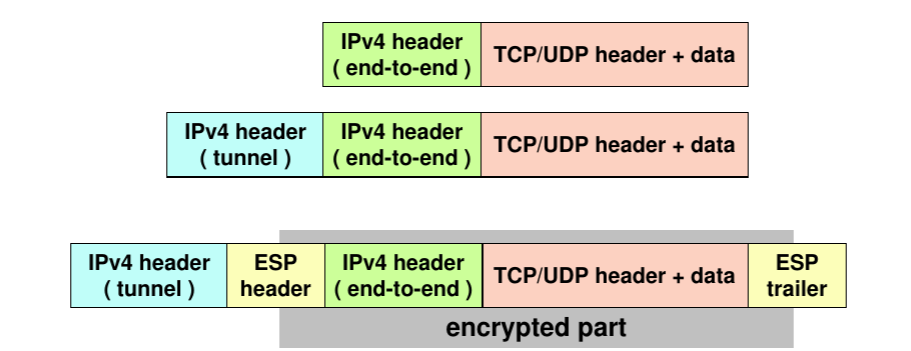 IPv4 header
( end-to-end )
TCP/UDP header + data
IPv4 header
( tunnel )
IPv4 header
( end-to-end )
TCP/UDP header + data
IPv4 header
( tunnel )
ESP
header
IPv4 header
( end-to-end )
TCP/UDP header + data
ESP
trailer
encrypted part